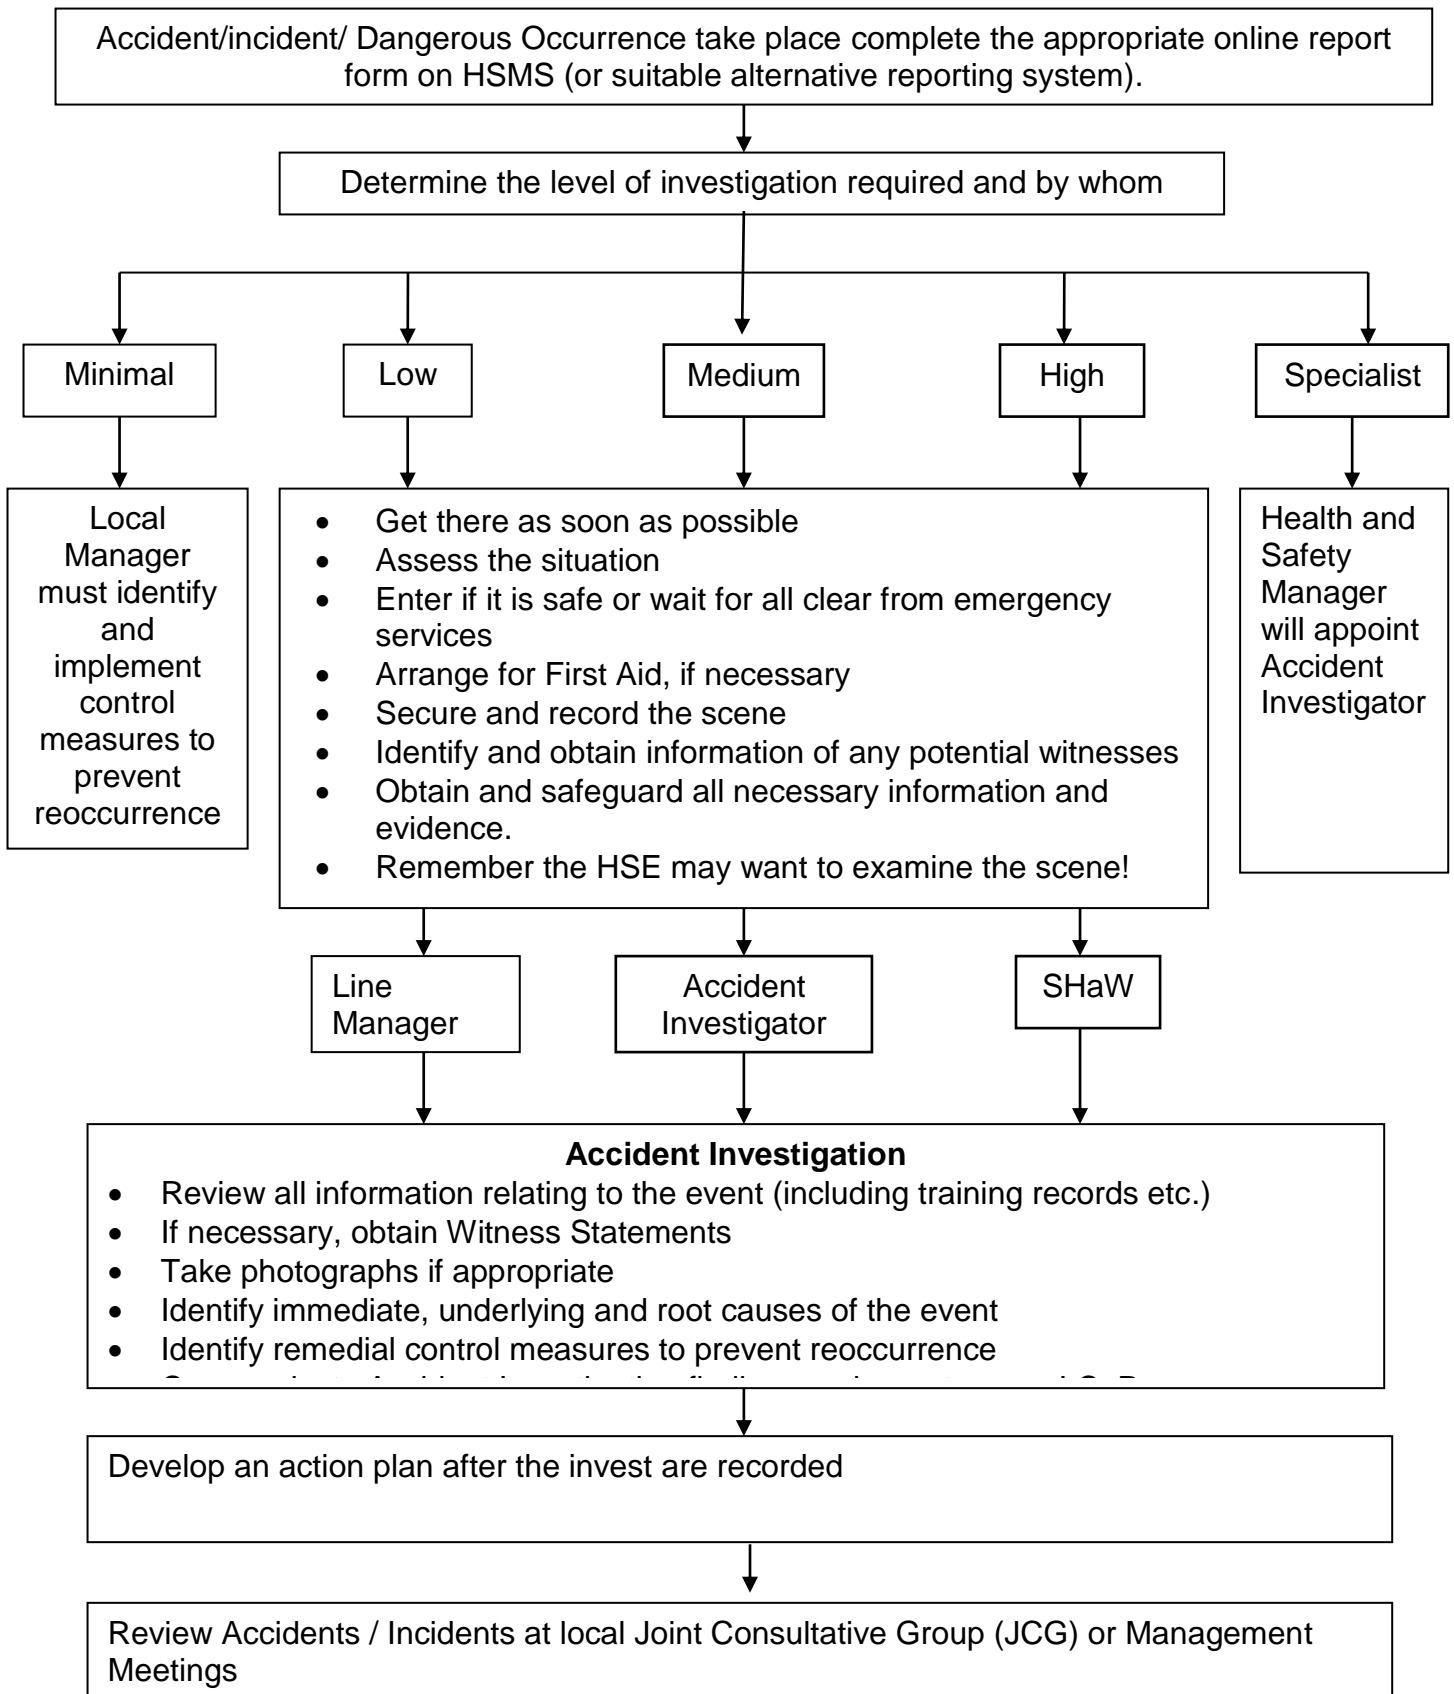 Accident/incident/ Dangerous Occurrence take place complete the appropriate online report
form on HSMS (or suitable alternative reporting system).
Determine the level of investigation required and by whom
Minimal
Low
Medium
High
Specialist
Local
Manager
must identify
and
implement
control
measures to
prevent
reoccurrence
• Get there as soon as possible
• Assess the situation
• Enter if it is safe or wait for all clear from emergency
services
• Arrange for First Aid, if necessary
• Secure and record the scene
• Identify and obtain information of any potential witnesses
• Obtain and safeguard all necessary information and
evidence.
• Remember the HSE may want to examine the scene!
Health and
Safety
Manager
will appoint
Accident
Investigator
Line
Manager
Accident
Investigator
SHaW
Accident Investigation
• Review all information relating to the event (including training records etc.)
• If necessary, obtain Witness Statements
• Take photographs if appropriate
• Identify immediate, underlying and root causes of the event
• Identify remedial control measures to prevent reoccurrence
Develop an action plan after the invest are recorded
Review Accidents / Incidents at local Joint Consultative Group (JCG) or Management
Meetings